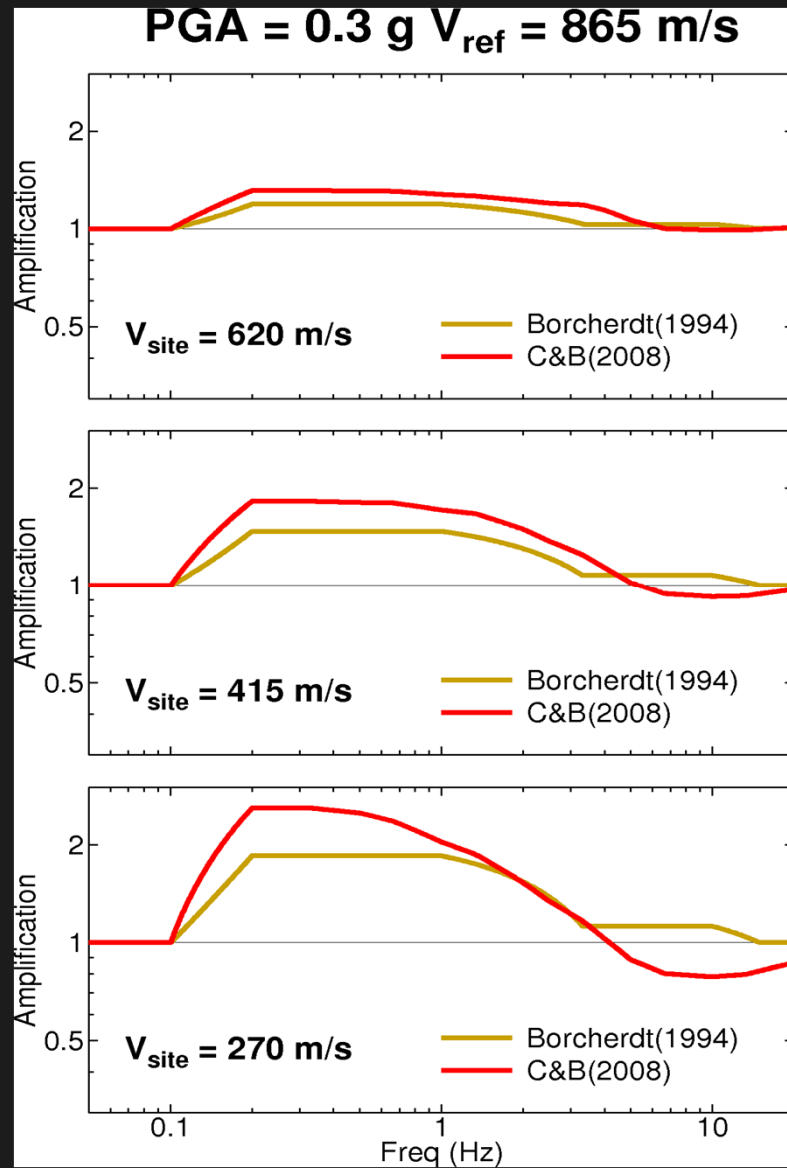 PGA = 0.3 g V_ref = 865 m/s
2
1
0.5
Amplification
V_site = 620 m/s
Borcherdt(1994)
C&B(2008)
2
1
0.5
Amplification
V_site = 415 m/s
Borcherdt(1994)
C&B(2008)
2
1
0.5
Amplification
V_site = 270 m/s
Borcherdt(1994)
C&B(2008)
0.1 1 10
Freq (Hz)